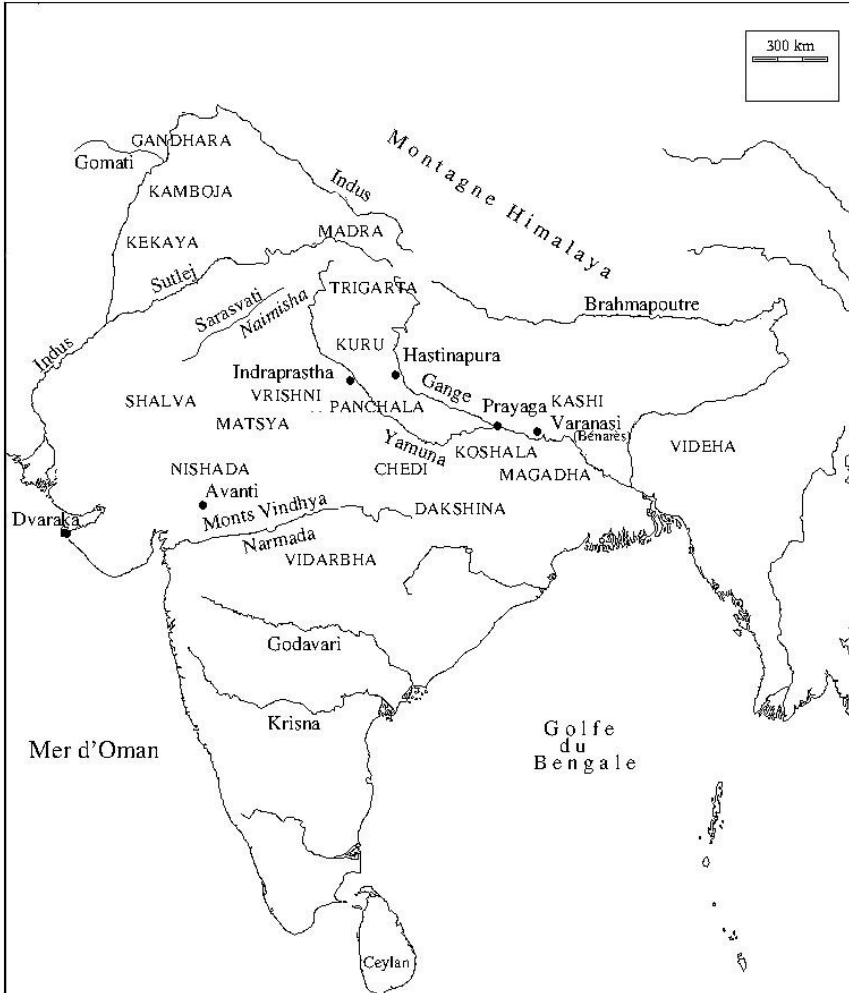 300 km
Montagne Himalaya
GANDHARA
Gomati
KAMBOJA
Indus
MADRA
KEKAYA
Sutlej
TRIGARTA
Sarasvati
Naimisha
Brahmapoutre
Indus
KURU
Hastinapura
Indraprastha
Gange
VRISHNI
SHALVA
PANCHALA
Prayaga
KASHI
MATSYA
Varanasi
(Bénarès)
Yamuna
KOSHALA
VIDEHA
NISHADA
CHEDI
MAGADHA
Avanti
Monts Vindhya
DAKSHINA
Dvaraka
Narmada
VIDARBHA
Godavari
Krisna
Mer d'Oman
Golfe
du
Bengale
Ceylan